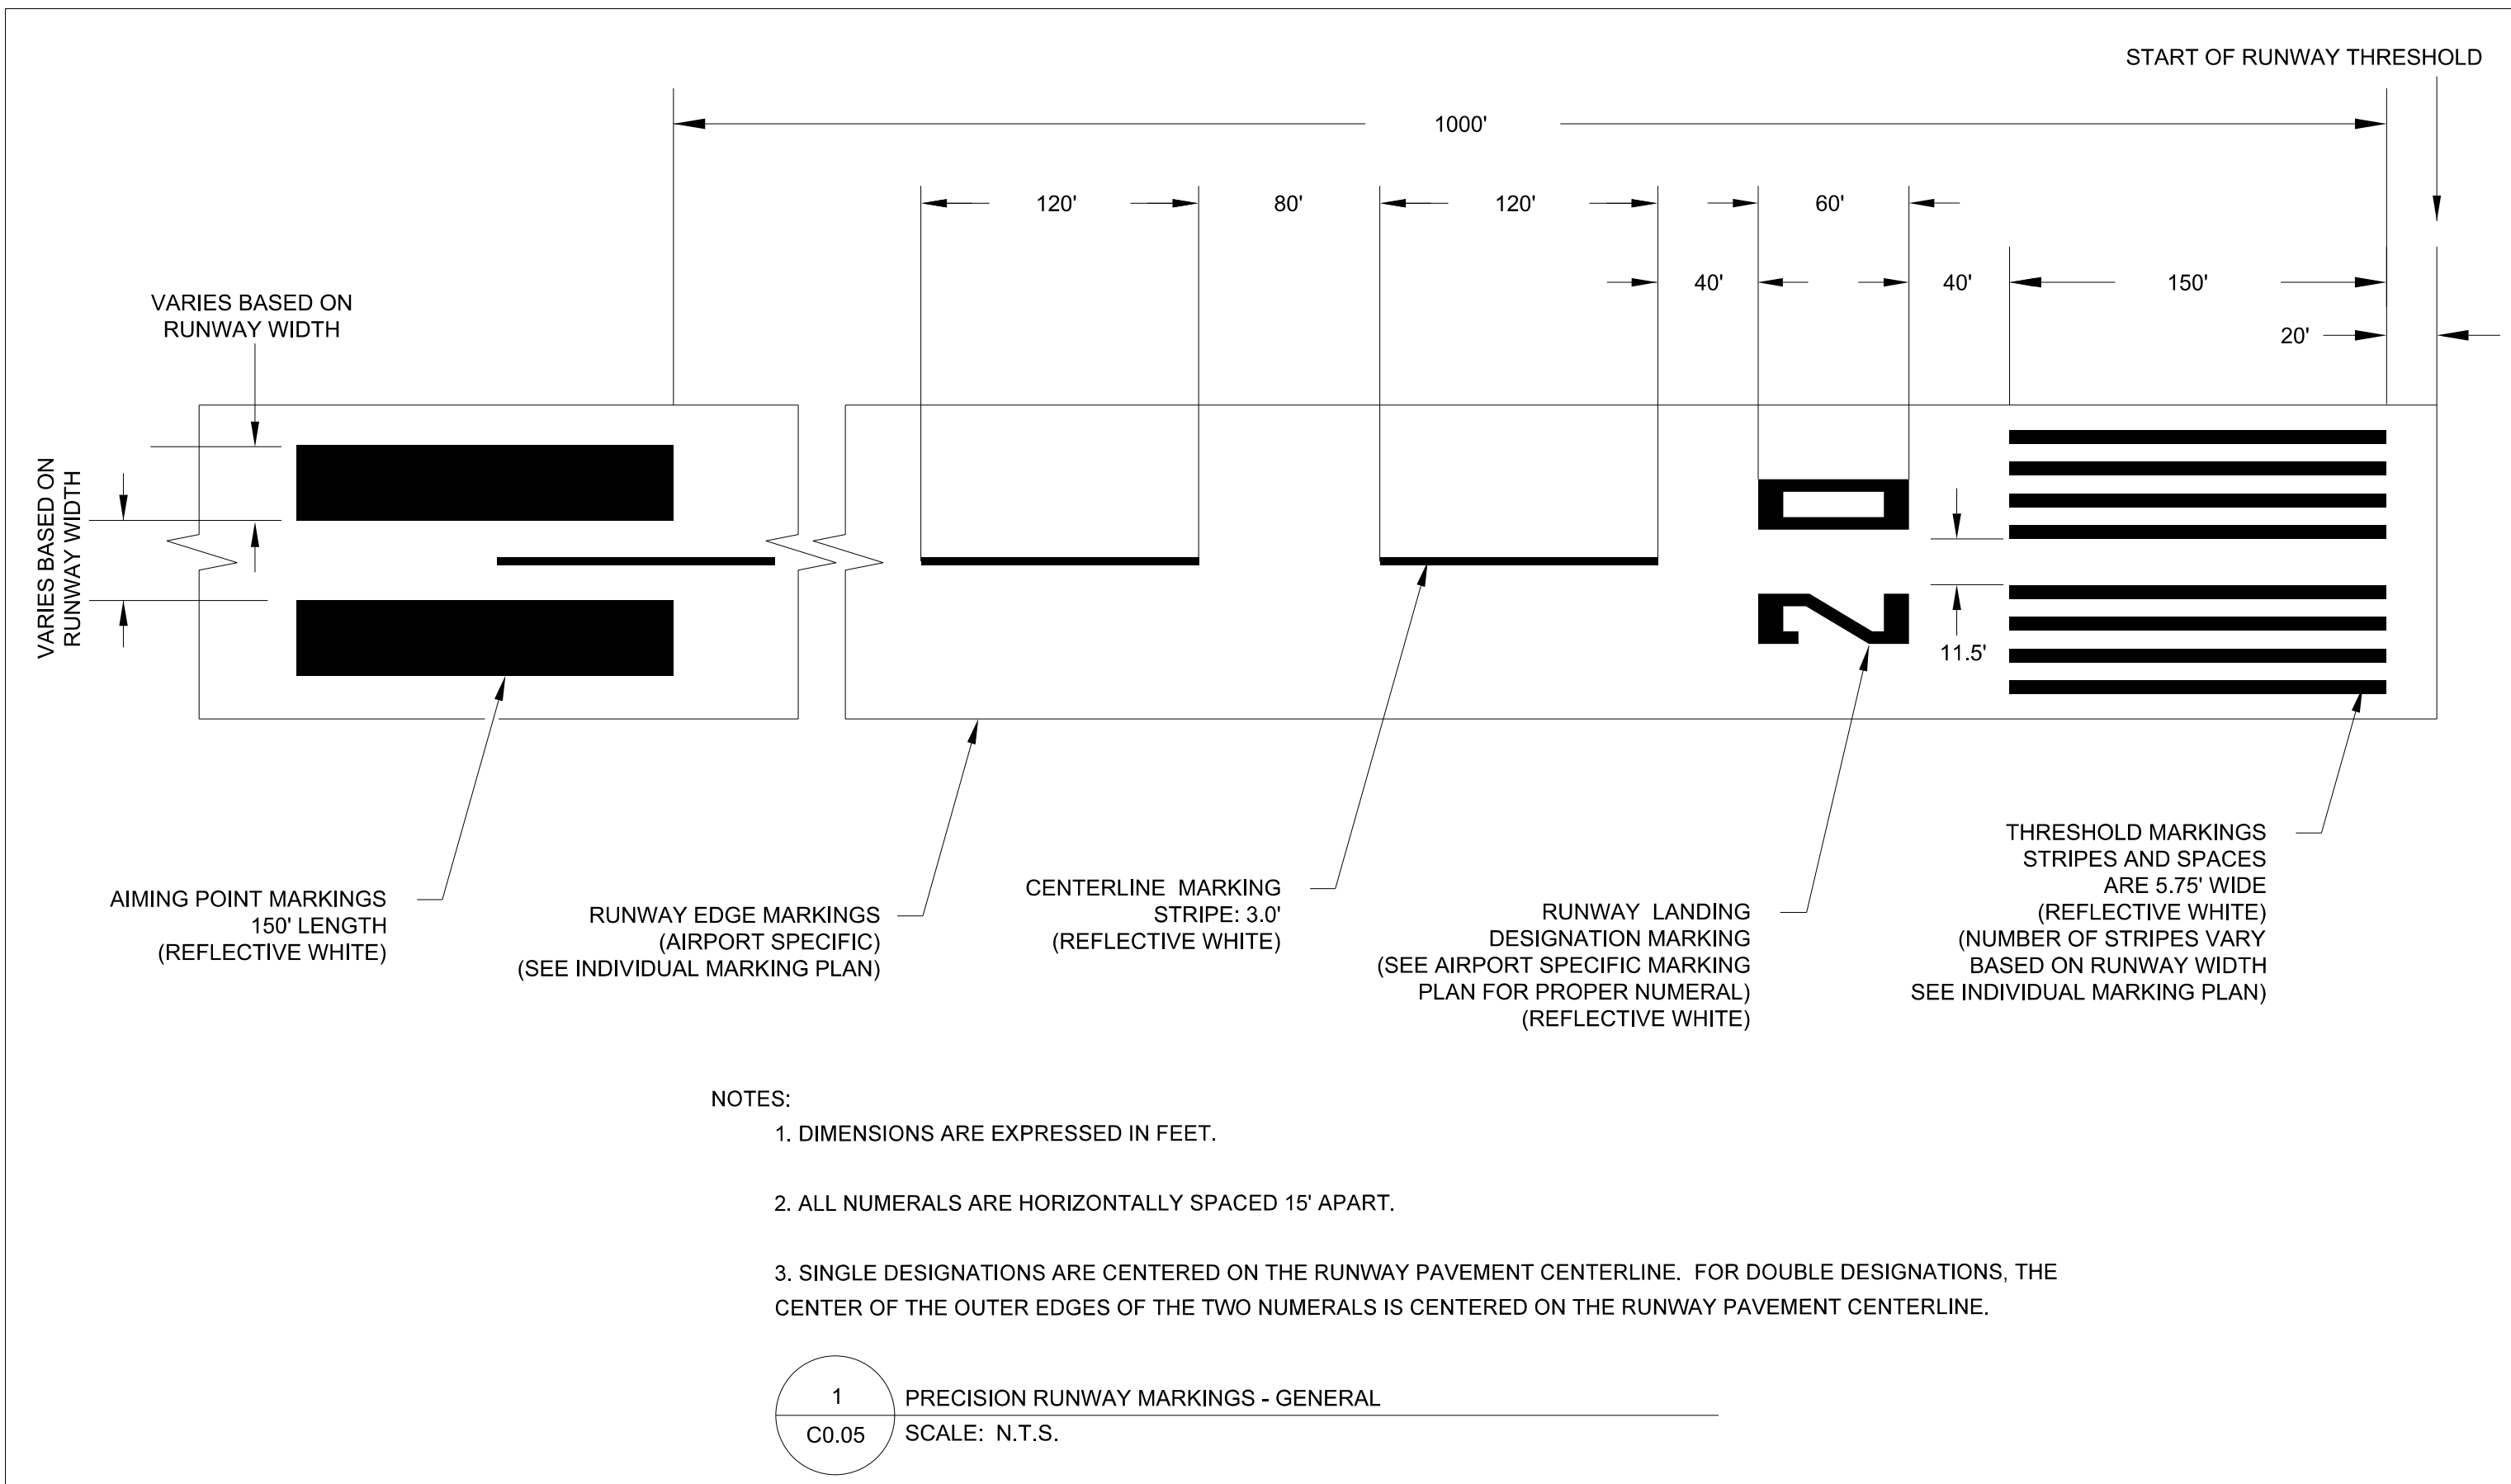 START OF RUNWAY THRESHOLD
1000'
120'
80'
120'
60'
40'
40'
150'
20'
VARIES BASED ON
RUNWAY WIDTH
VARIES BASED ON
RUNWAY WIDTH
20
11.5'
AIMING POINT MARKINGS
150' LENGTH
(REFLECTIVE WHITE)
RUNWAY EDGE MARKINGS
(AIRPORT SPECIFIC)
(SEE INDIVIDUAL MARKING PLAN)
CENTERLINE MARKING
STRIPE: 3.0'
(REFLECTIVE WHITE)
RUNWAY LANDING
DESIGNATION MARKING
(SEE AIRPORT SPECIFIC MARKING
PLAN FOR PROPER NUMERAL)
(REFLECTIVE WHITE)
THRESHOLD MARKINGS
STRIPES AND SPACES
ARE 5.75' WIDE
(REFLECTIVE WHITE)
(NUMBER OF STRIPES VARY
BASED ON RUNWAY WIDTH
SEE INDIVIDUAL MARKING PLAN)
NOTES:
1. DIMENSIONS ARE EXPRESSED IN FEET.
2. ALL NUMERALS ARE HORIZONTALLY SPACED 15' APART.
3. SINGLE DESIGNATIONS ARE CENTERED ON THE RUNWAY PAVEMENT CENTERLINE. FOR DOUBLE DESIGNATIONS, THE
CENTER OF THE OUTER EDGES OF THE TWO NUMERALS IS CENTERED ON THE RUNWAY PAVEMENT CENTERLINE.
1
C0.05
PRECISION RUNWAY MARKINGS - GENERAL
SCALE: N.T.S.